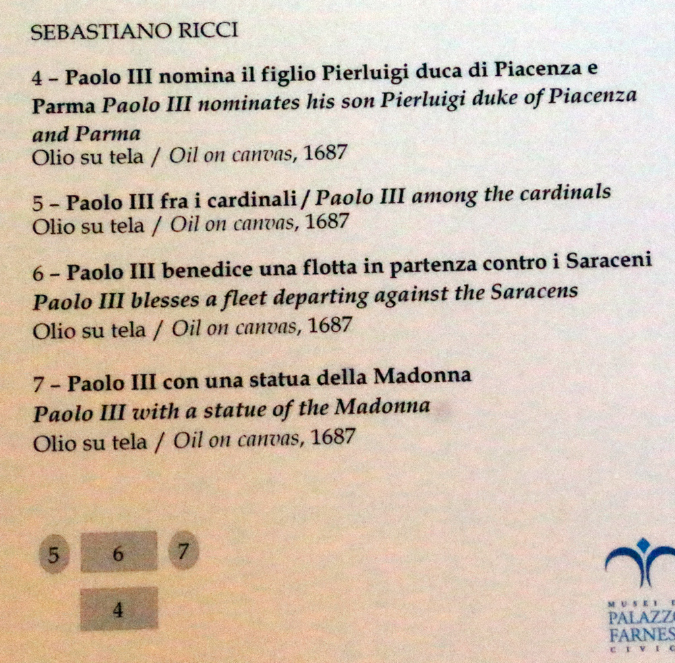 SEBASTIANO RICCI
4 – Paolo III nomina il figlio Pierluigi duca di Piacenza e
Parma Paolo III nominates his son Pierluigi duke of Piacenza
and Parma
Olio su tela / Oil on canvas, 1687
5 – Paolo III fra i cardinali / Paolo III among the cardinals
Olio su tela / Oil on canvas, 1687
6 – Paolo III benedice una flotta in partenza contro i Saraceni
Paolo III blesses a fleet departing against the Saracens
Olio su tela / Oil on canvas, 1687
7 – Paolo III con una statua della Madonna
Paolo III with a statue of the Madonna
Olio su tela / Oil on canvas, 1687
5 6 7
4
MUSEI
PALAZZO
FARNES
CIVIC